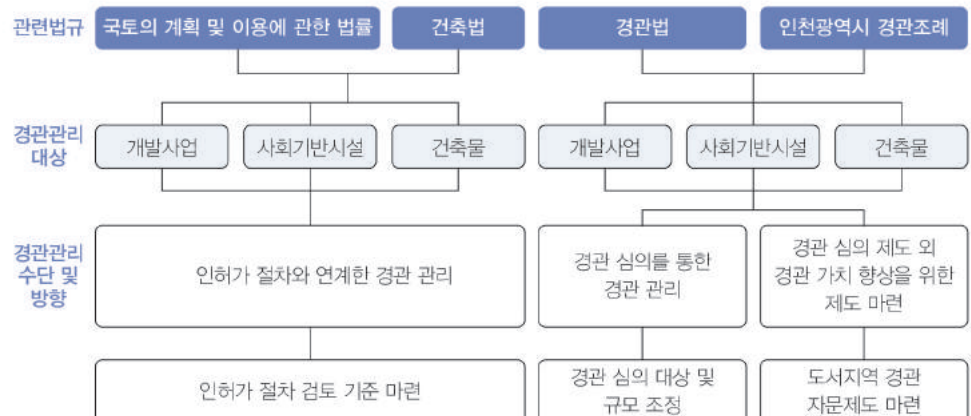 관련법규
국토의 계획 및 이용에 관한 법률
건축법
경관법
인천광역시 경관조례
경관관리
대상
개발사업
사회기반시설
건축물
개발사업
사회기반시설
건축물
경관관리
수단 및
방향
인허가 절차와 연계한 경관 관리
경관 심의를 통한
경관 관리
경관 심의 제도 외
경관 가치 향상을 위한
제도 마련
인허가 절차 검토 기준 마련
경관 심의 대상 및
규모 조정
도서지역 경관
자문제도 마련